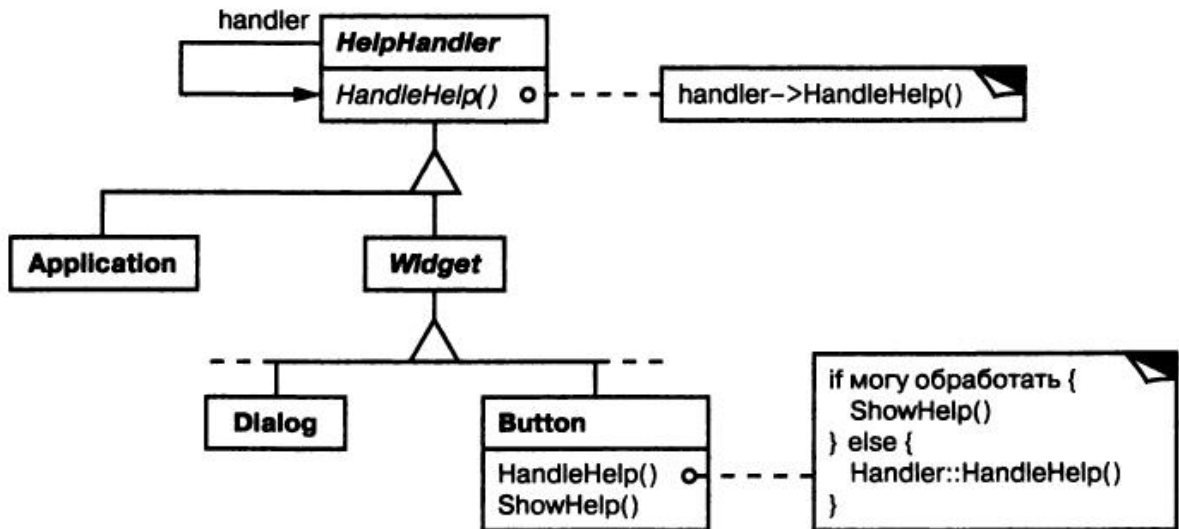 handler
HelpHandler
HandleHelp()
handler->HandleHelp()
Application
Widget
Dialog
Button
HandleHelp()
ShowHelp()
if могу обработать {
ShowHelp()
} else {
Handler::HandleHelp()
}